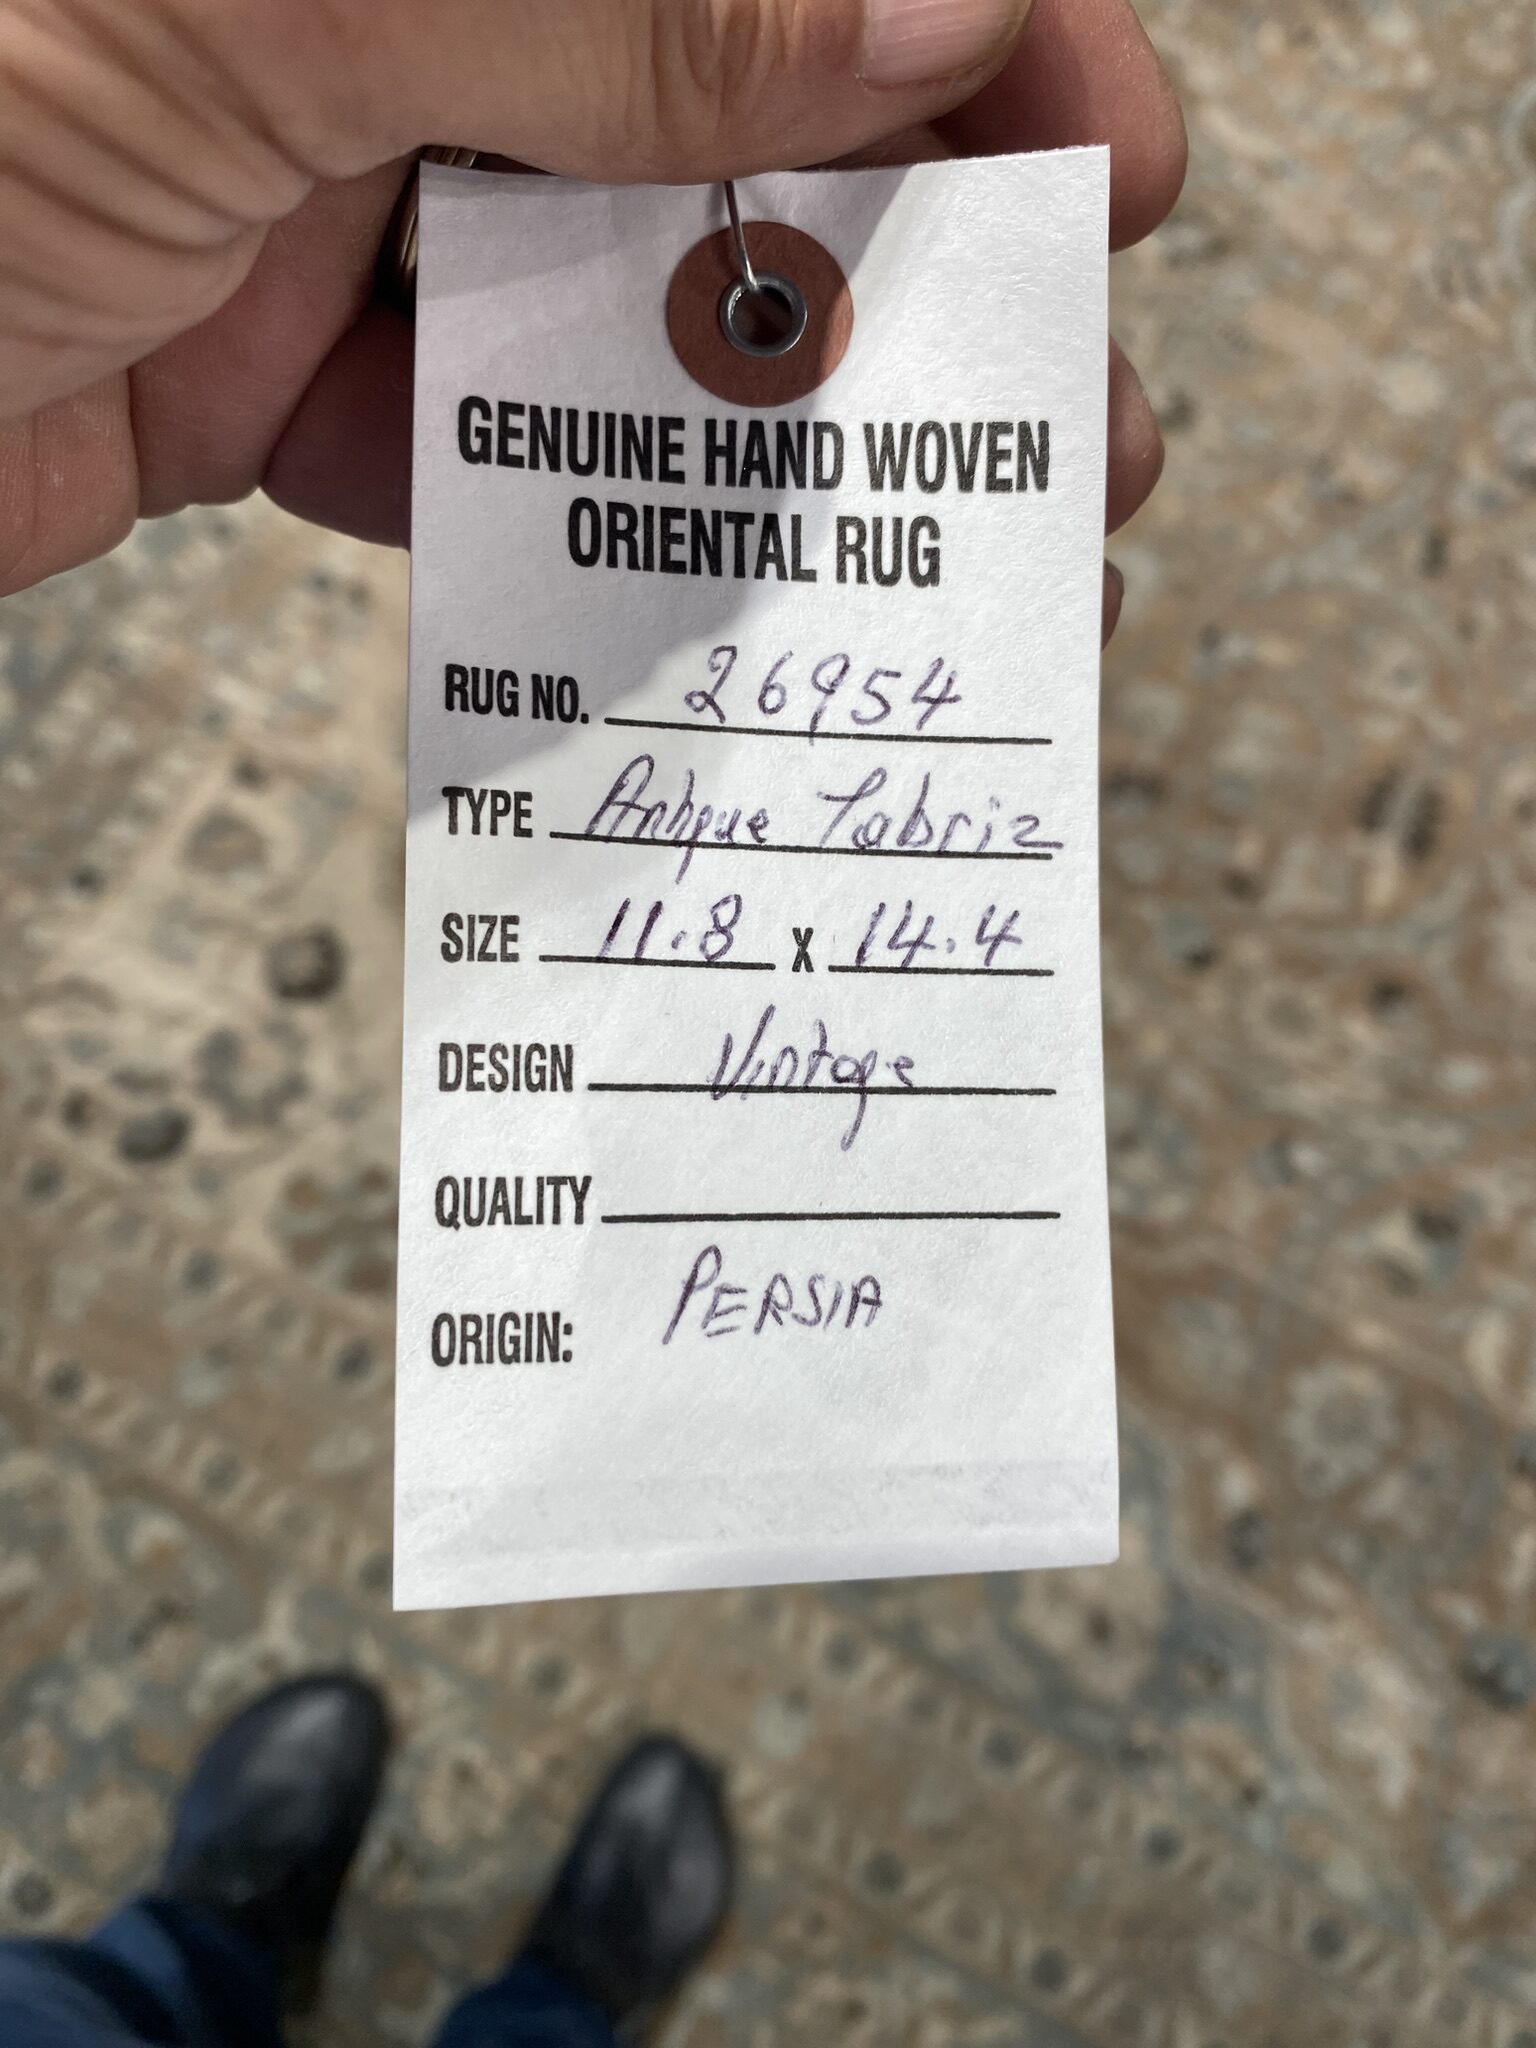 GENUINE HAND WOVEN
ORIENTAL RUG
RUG NO. 26954
TYPE Antique Tabriz
SIZE 11.8 X 14.4
DESIGN Vintage
QUALITY
ORIGIN: PERSIA